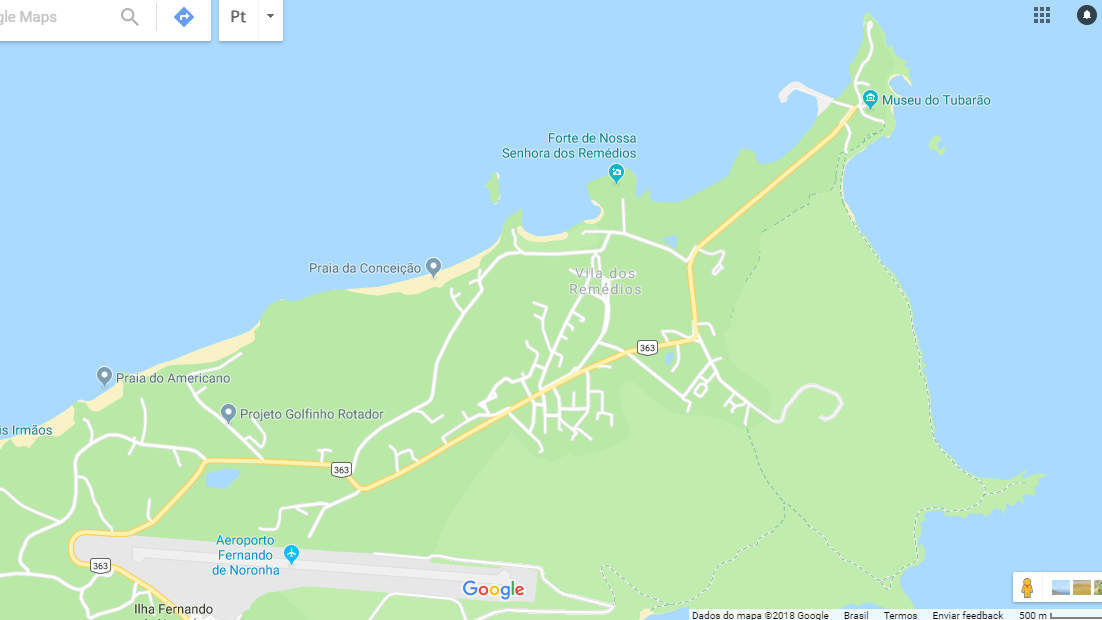 gle Maps
Pt
Museu do Tubarão
Forte de Nossa
Senhora dos Remédios
Praia da Conceição
Vila dos
Remédios
363
Praia do Americano
Projeto Golfinho Rotador
is Irmãos
363
Aeroporto
Fernando
de Noronha
363
Google
Ilha Fernando
Dados do mapa ©2018 Google
Brasil
Termos
Enviar feedback
500 m